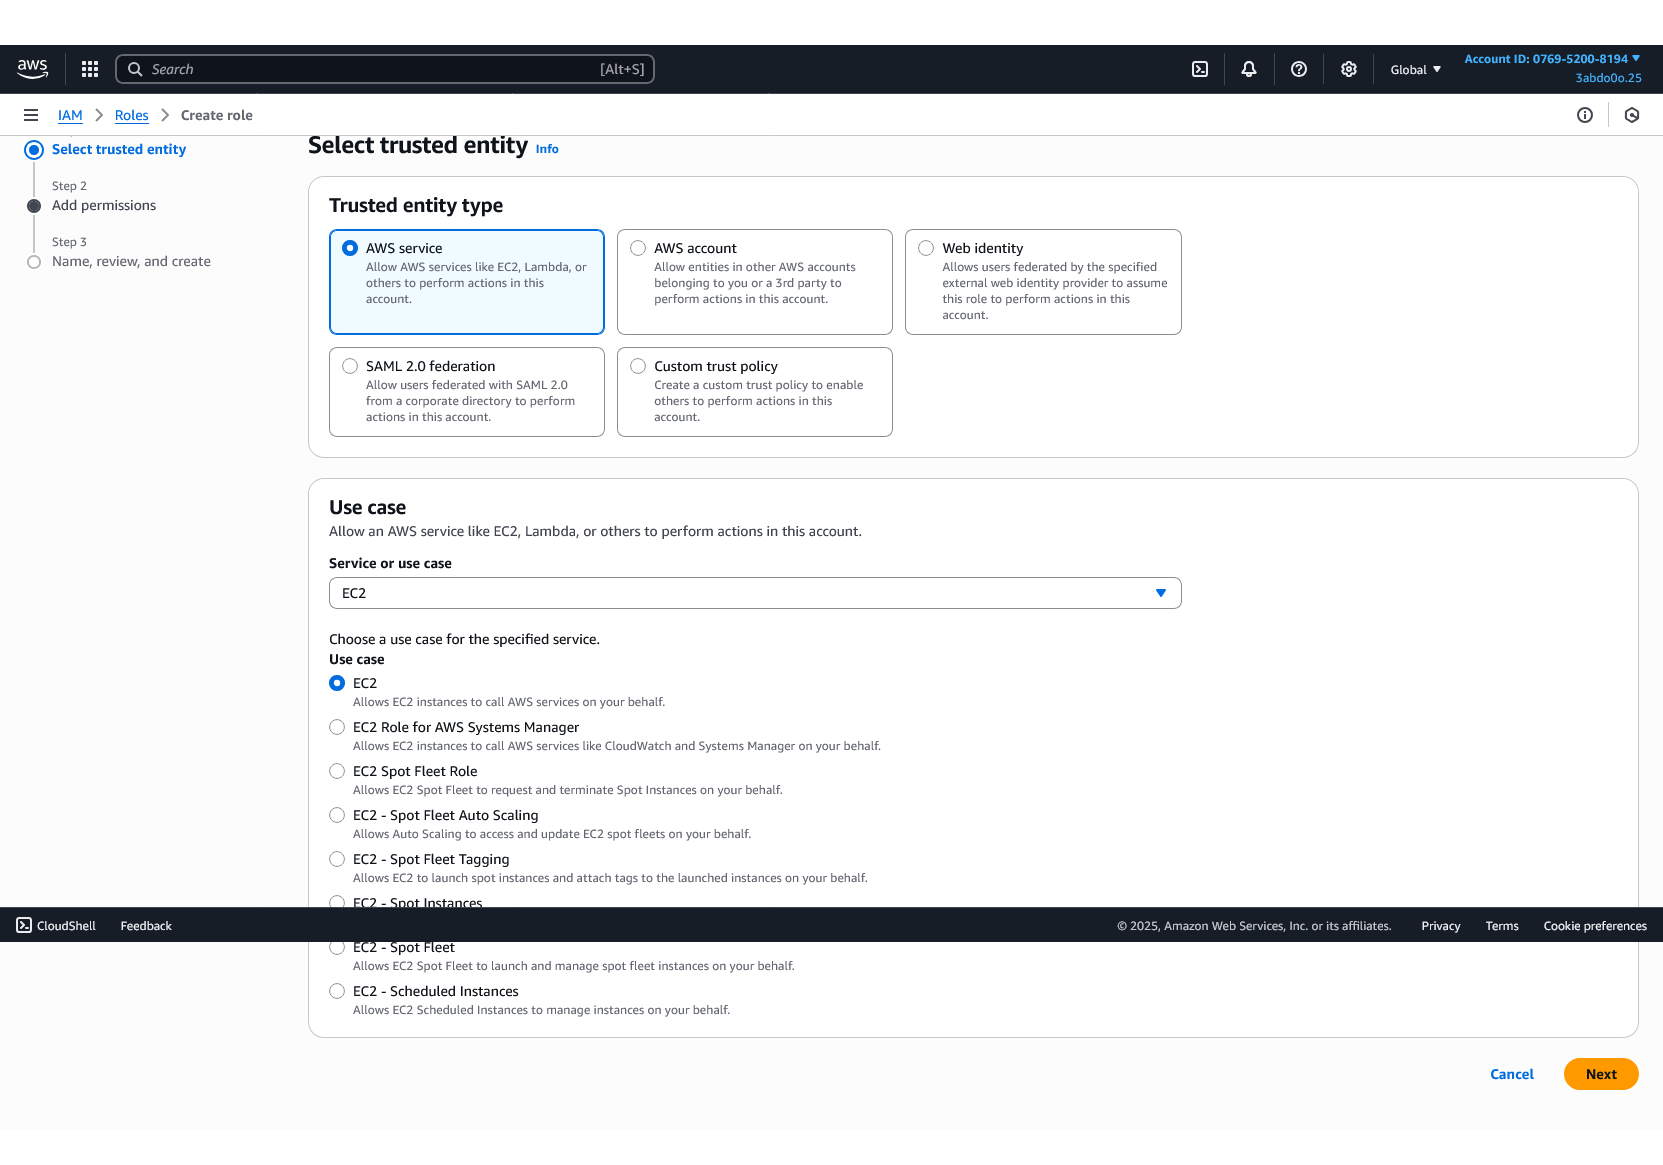 aws
Search [Alt+S]
Global
Account ID: 0769-5200-8194
3abdo0o.25
IAM > Roles > Create role
Select trusted entity
Step 2
Add permissions
Step 3
Name, review, and create
Select trusted entity Info
Trusted entity type
AWS service
Allow AWS services like EC2, Lambda, or
others to perform actions in this
account.
AWS account
Allow entities in other AWS accounts
belonging to you or a 3rd party to
perform actions in this account.
Web identity
Allows users federated by the specified
external web identity provider to assume
this role to perform actions in this
account.
SAML 2.0 federation
Allow users federated with SAML 2.0
from a corporate directory to perform
actions in this account.
Custom trust policy
Create a custom trust policy to enable
others to perform actions in this
account.
Use case
Allow an AWS service like EC2, Lambda, or others to perform actions in this account.
Service or use case
EC2
Choose a use case for the specified service.
Use case
EC2
Allows EC2 instances to call AWS services on your behalf.
EC2 Role for AWS Systems Manager
Allows EC2 instances to call AWS services like CloudWatch and Systems Manager on your behalf.
EC2 Spot Fleet Role
Allows EC2 Spot Fleet to request and terminate Spot Instances on your behalf.
EC2 - Spot Fleet Auto Scaling
Allows Auto Scaling to access and update EC2 spot fleets on your behalf.
EC2 - Spot Fleet Tagging
Allows EC2 to launch spot instances and attach tags to the launched instances on your behalf.
EC2 - Spot Instances
CloudShell Feedback © 2025, Amazon Web Services, Inc. or its affiliates. Privacy Terms Cookie preferences
EC2 - Spot Fleet
Allows EC2 Spot Fleet to launch and manage spot fleet instances on your behalf.
EC2 - Scheduled Instances
Allows EC2 Scheduled Instances to manage instances on your behalf.
Cancel Next